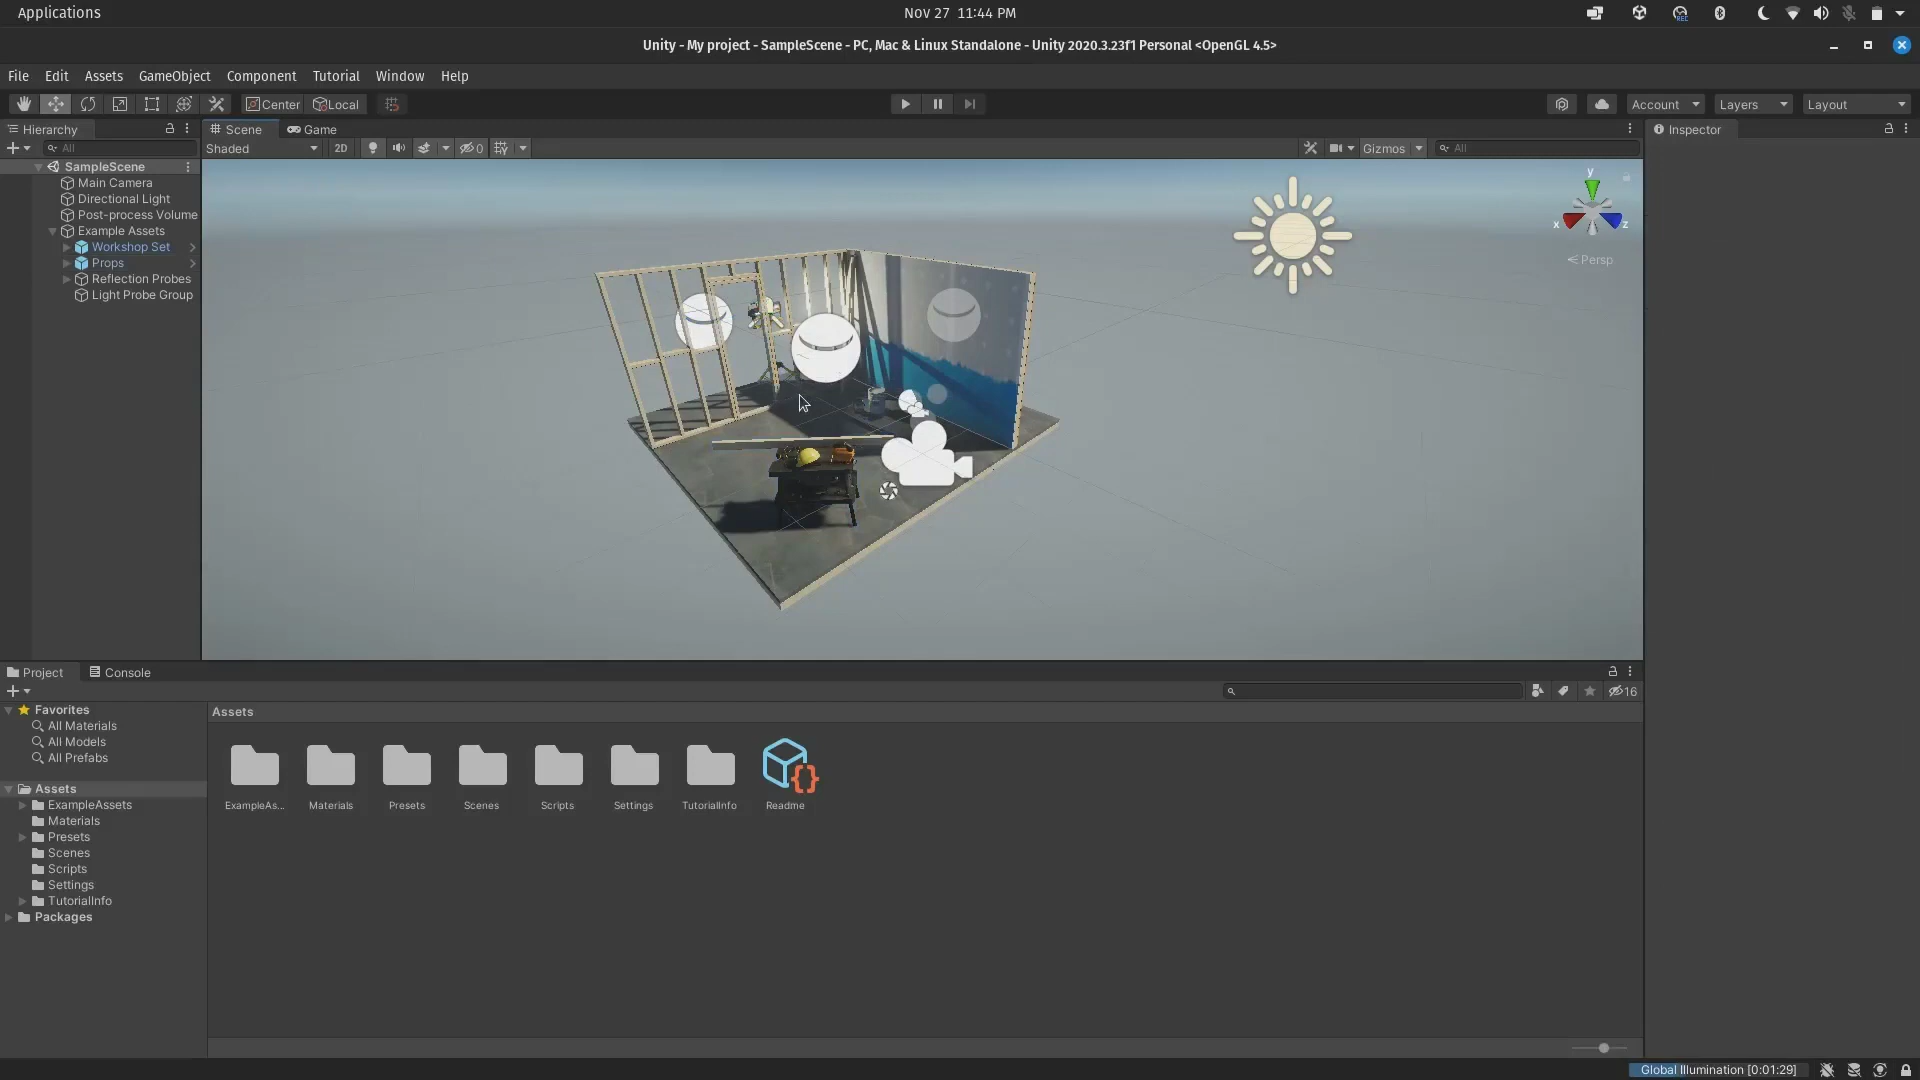 Applications
Nov 27 11:44 PM
REC
Unity - My project - SampleScene - PC, Mac & Linux Standalone - Unity 2020.3.23f1 Personal <OpenGL 4.5>
File Edit Assets GameObject Component Tutorial Window Help
Center Local
Account Layers Layout
Hierarchy
All
SampleScene
Main Camera
Directional Light
Post-process Volume
Example Assets
Workshop Set
Props
Reflection Probes
Light Probe Group
Scene Game
Shaded 2D 0 Gizmos All
y
x z
Persp
Inspector
Project Console
16
Favorites
All Materials
All Models
All Prefabs
Assets
ExampleAssets
Materials
Presets
Scenes
Scripts
Settings
TutorialInfo
Packages
Assets
ExampleAs... Materials Presets Scenes Scripts Settings TutorialInfo Readme
Global Illumination [0:01:29]